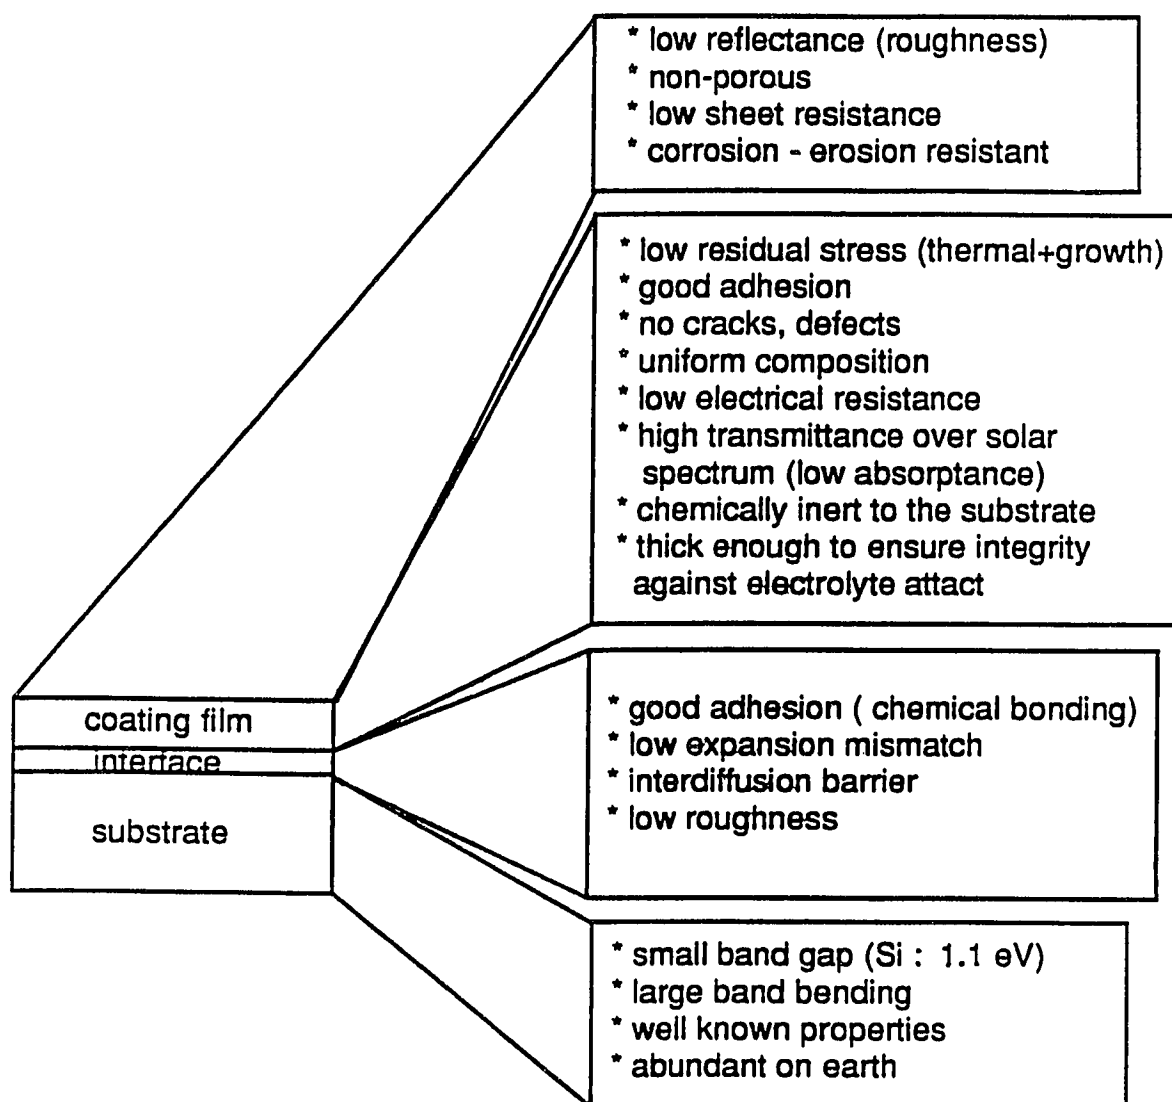 * low reflectance (roughness)
* non-porous
* low sheet resistance
* corrosion - erosion resistant
* low residual stress (thermal+growth)
* good adhesion
* no cracks, defects
* uniform composition
* low electrical resistance
* high transmittance over solar
spectrum (low absorptance)
* chemically inert to the substrate
* thick enough to ensure integrity
against electrolyte attact
coating film
interface
substrate
* good adhesion ( chemical bonding)
* low expansion mismatch
* interdiffusion barrier
* low roughness
* small band gap (Si : 1.1 eV)
* large band bending
* well known properties
* abundant on earth